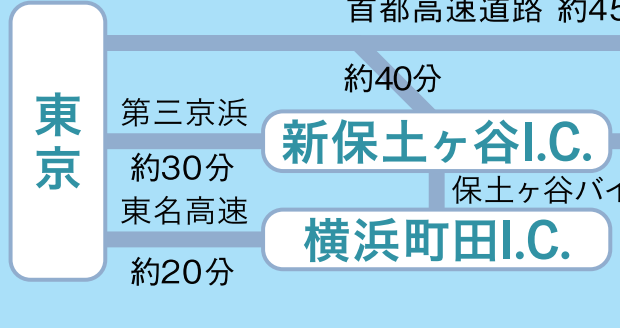 首都高速道路 約45
約40分
東京
第三京浜
約30分
新保土ヶ谷I.C.
保土ヶ谷バイ
東名高速
約20分
横浜町田I.C.